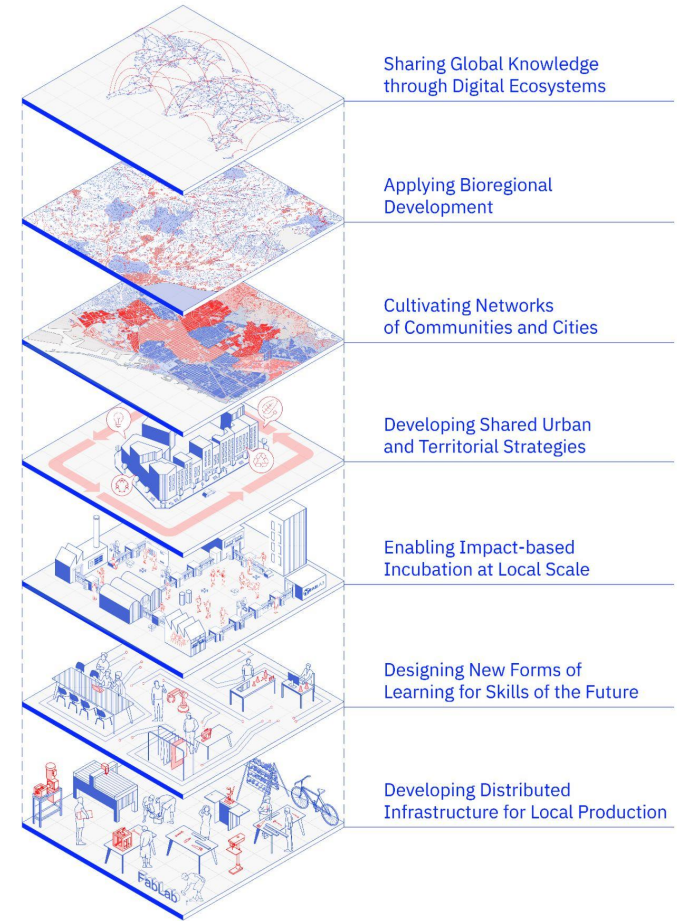 Sharing Global Knowledge
through Digital Ecosystems
Applying Bioregional
Development
Cultivating Networks
of Communities and Cities
Developing Shared Urban
and Territorial Strategies
Enabling Impact-based
Incubation at Local Scale
Designing New Forms of
Learning for Skills of the Future
Developing Distributed
Infrastructure for Local Production
FabLab